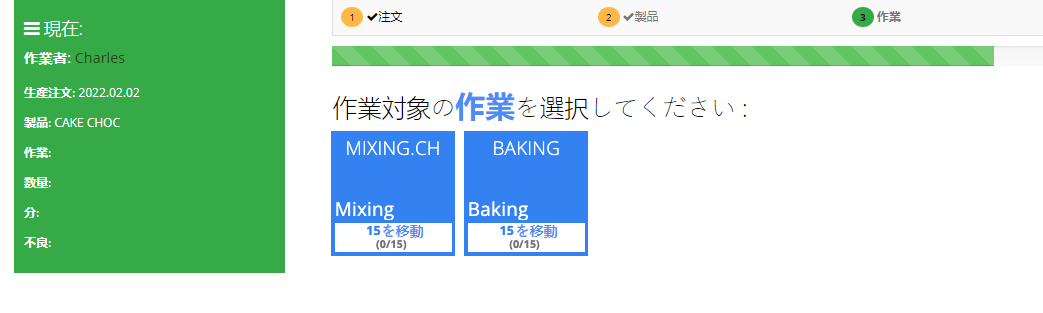 現在:
作業者: Charles
生産注文: 2022.02.02
製品: CAKE CHOC
作業:
数量:
分:
不良:
1 ✔注文
2 ✔製品
3 作業
作業対象の作業を選択してください :
MIXING.CH
Mixing
15を移動
(0/15)
BAKING
Baking
15を移動
(0/15)